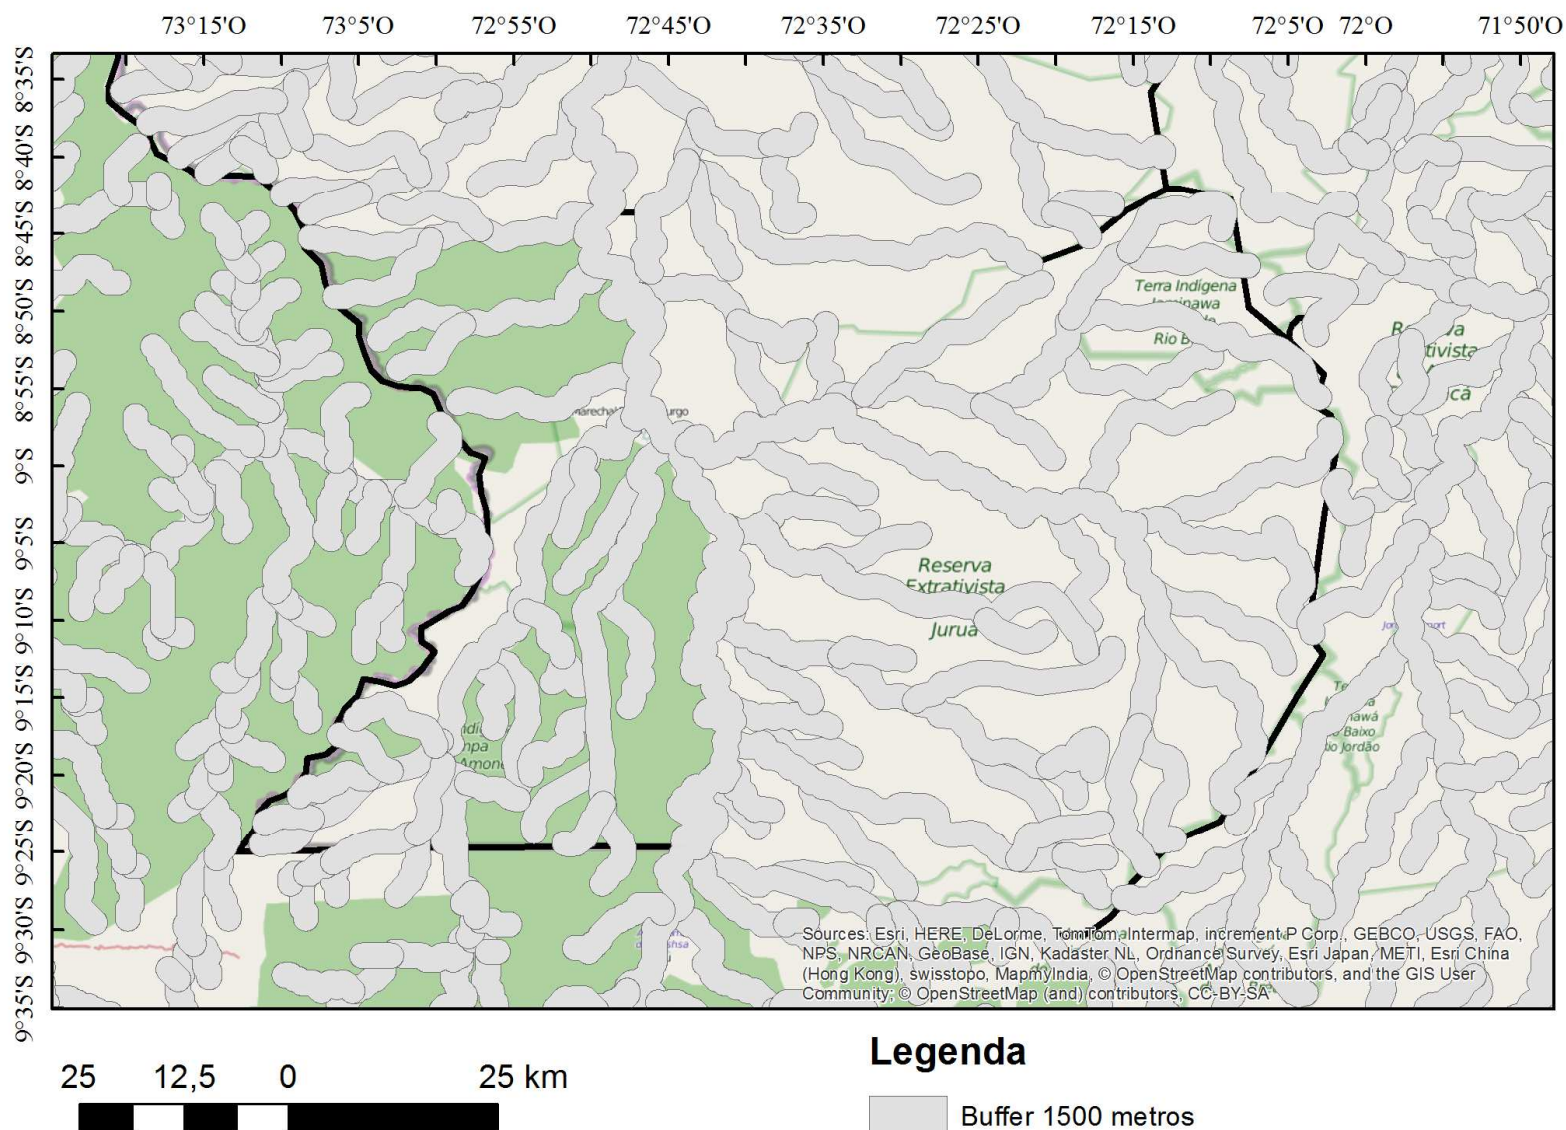 73°15'O 73°5'O 72°55'O 72°45'O 72°35'O 72°25'O 72°15'O 72°5'O 72°O 71°50'O
8°35'S
8°40'S
8°45'S
8°50'S
8°55'S
9°S
9°5'S
9°10'S
9°15'S
9°20'S
9°25'S
9°30'S
9°35'S
Terra Indígena
Rio B
Reserva
Extrativista
Jurua
Baixo
Jordão
Sources: Esri, HERE, DeLorme, TomTom, Intermap, increment P Corp., GEBCO, USGS, FAO,
NPS, NRCAN, GeoBase, IGN, Kadaster NL, Ordnance Survey, Esri Japan, METI, Esri China
(Hong Kong), swisstopo, MapmyIndia, © OpenStreetMap contributors, and the GIS User
Community; © OpenStreetMap (and) contributors, CC-BY-SA
Legenda
25 12,5 0 25 km
Buffer 1500 metros